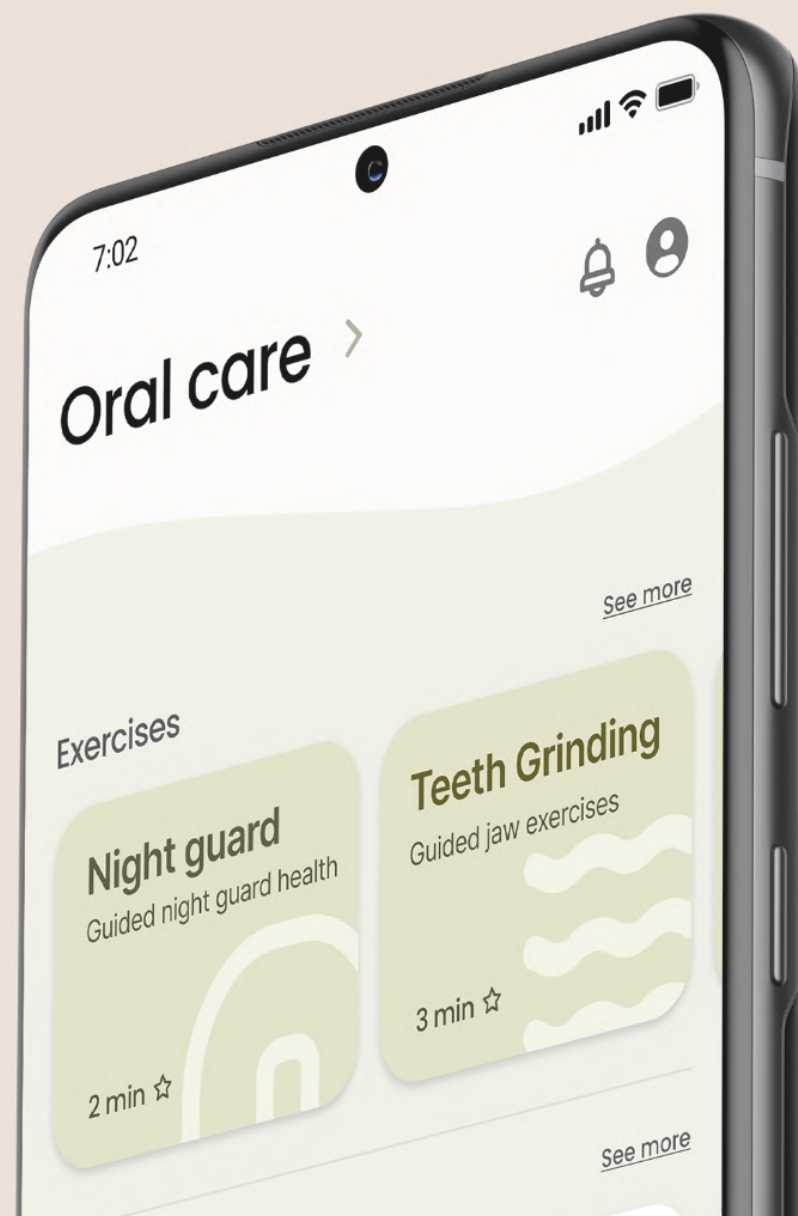 7:02
Oral care
See more
Exercises
Night guard
Guided night guard health
2 min
Teeth Grinding
Guided jaw exercises
3 min
See more